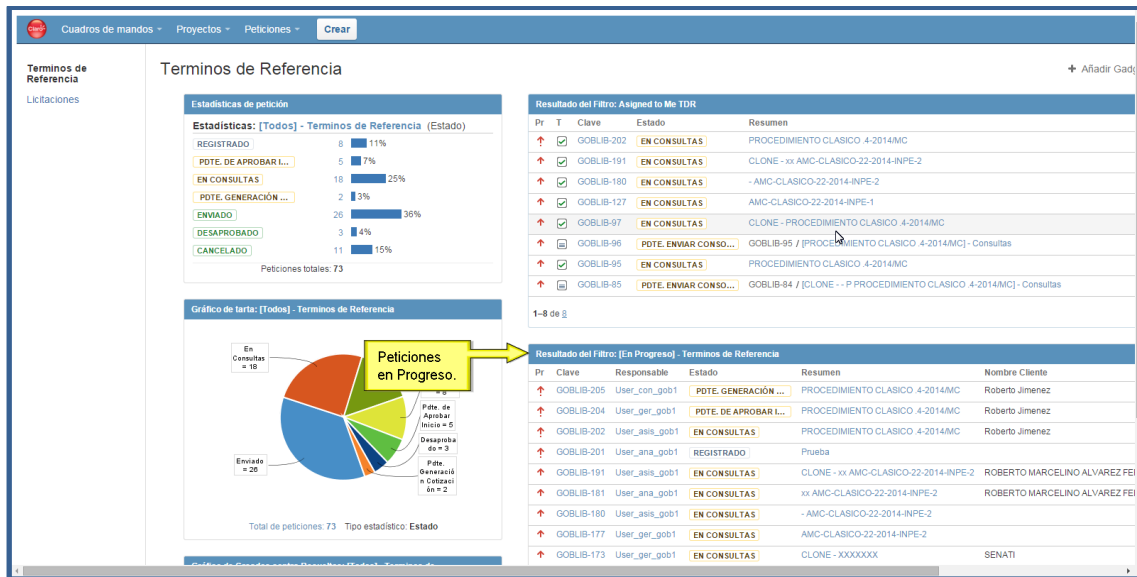 Claro
Cuadros de mandos Proyectos Peticiones Crear
Terminos de Referencia
Licitaciones
Terminos de Referencia
+ Añadir Gadg
Estadísticas de petición
Estadísticas: [Todos] - Terminos de Referencia (Estado)
REGISTRADO 8 11%
PDTE. DE APROBAR I... 5 7%
EN CONSULTAS 18 25%
PDTE. GENERACIÓN ... 2 3%
ENVIADO 26 36%
DESAPROBADO 3 4%
CANCELADO 11 15%
Peticiones totales: 73
Gráfico de tarta: [Todos] - Terminos de Referencia
En
Consultas
= 18
= 8
Pdte. de
Aprobar
Inicio = 5
Desaproba
do = 3
Pdte.
Generació
n Cotizaci
ón = 2
Enviado
= 26
Total de peticiones: 73 Tipo estadístico: Estado
Peticiones
en Progreso.
Resultado del Filtro: Asigned to Me TDR
Pr T Clave Estado Resumen
GOBLIB-202 EN CONSULTAS PROCEDIMIENTO CLASICO .4-2014/MC
GOBLIB-191 EN CONSULTAS CLONE - xx AMC-CLASICO-22-2014-INPE-2
GOBLIB-180 EN CONSULTAS - AMC-CLASICO-22-2014-INPE-2
GOBLIB-127 EN CONSULTAS AMC-CLASICO-22-2014-INPE-1
GOBLIB-97 EN CONSULTAS CLONE - PROCEDIMIENTO CLASICO .4-2014/MC
GOBLIB-96 PDTE. ENVIAR CONSO... GOBLIB-95 / [PROCEDIMIENTO CLASICO .4-2014/MC] - Consultas
GOBLIB-95 EN CONSULTAS PROCEDIMIENTO CLASICO .4-2014/MC
GOBLIB-85 PDTE. ENVIAR CONSO... GOBLIB-84 / [CLONE - - P PROCEDIMIENTO CLASICO .4-2014/MC] - Consultas
1–8 de 8
Resultado del Filtro: [En Progreso] - Terminos de Referencia
Pr Clave Responsable Estado Resumen Nombre Cliente
GOBLIB-205 User_con_gob1 PDTE. GENERACIÓN ... PROCEDIMIENTO CLASICO .4-2014/MC Roberto Jimenez
GOBLIB-204 User_ger_gob1 PDTE. DE APROBAR I... PROCEDIMIENTO CLASICO .4-2014/MC Roberto Jimenez
GOBLIB-202 User_asis_gob1 EN CONSULTAS PROCEDIMIENTO CLASICO .4-2014/MC Roberto Jimenez
GOBLIB-201 User_ana_gob1 REGISTRADO Prueba
GOBLIB-191 User_asis_gob1 EN CONSULTAS CLONE - xx AMC-CLASICO-22-2014-INPE-2 ROBERTO MARCELINO ALVAREZ FEI
GOBLIB-181 User_ana_gob1 EN CONSULTAS xx AMC-CLASICO-22-2014-INPE-2 ROBERTO MARCELINO ALVAREZ FEI
GOBLIB-180 User_asis_gob1 EN CONSULTAS - AMC-CLASICO-22-2014-INPE-2
GOBLIB-177 User_ger_gob1 EN CONSULTAS AMC-CLASICO-22-2014-INPE-2
GOBLIB-173 User_ger_gob1 EN CONSULTAS CLONE - XXXXXXX SENATI